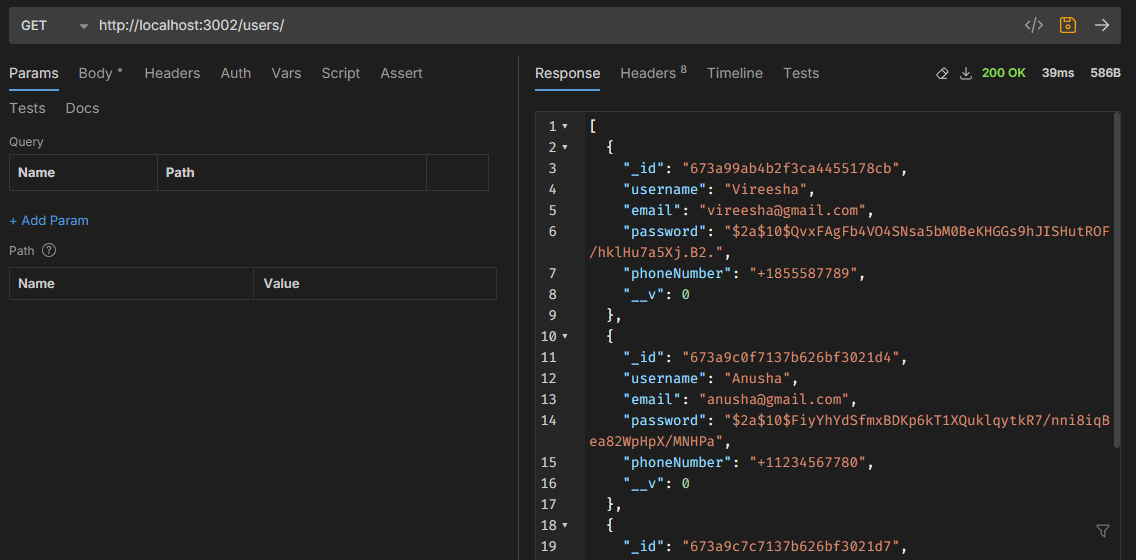 GET http://localhost:3002/users/
Params Body * Headers Auth Vars Script Assert
Tests Docs
Query
Name Path
+ Add Param
Path ?
Name Value
Response Headers 8 Timeline Tests 200 OK 39ms 586B
1 [
2 {
3 "_id": "673a99ab4b2f3ca4455178cb",
4 "username": "Vireesha",
5 "email": "vireesha@gmail.com",
6 "password": "$2a$10$QvxFAgFb4VO4SNsa5bM0BeKHGGs9hJISHutROF
/hklHu7a5Xj.B2.",
7 "phoneNumber": "+1855587789",
8 "__v": 0
9 },
10 {
11 "_id": "673a9c0f7137b626bf3021d4",
12 "username": "Anusha",
13 "email": "anusha@gmail.com",
14 "password": "$2a$10$FiyYhYdSfmxBDKp6kT1XQuklqytkR7/nni8iqB
ea82WpHpX/MNHPa",
15 "phoneNumber": "+11234567780",
16 "__v": 0
17 },
18 {
19 "_id": "673a9c7c7137b626bf3021d7",